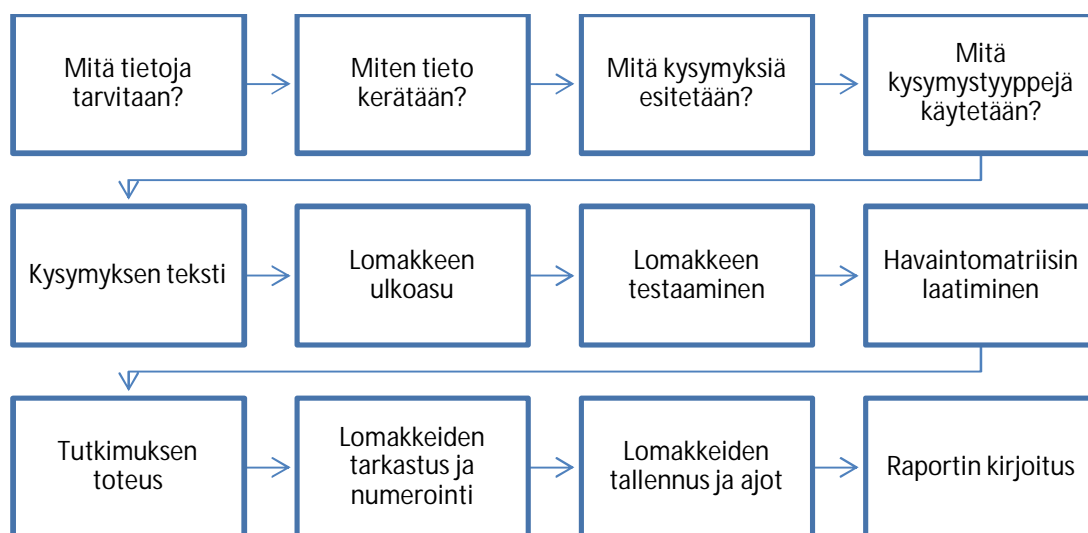 Mitä tietoja
tarvitaan?
Miten tieto
kerätään?
Mitä kysymyksiä
esitetään?
Mitä
kysymystyyppejä
käytetään?
Kysymyksen teksti
Lomakkeen
ulkoasu
Lomakkeen
testaaminen
Havaintomatriisin
laatiminen
Tutkimuksen
toteus
Lomakkeiden
tarkastus ja
numerointi
Lomakkeiden
tallennus ja ajot
Raportin kirjoitus